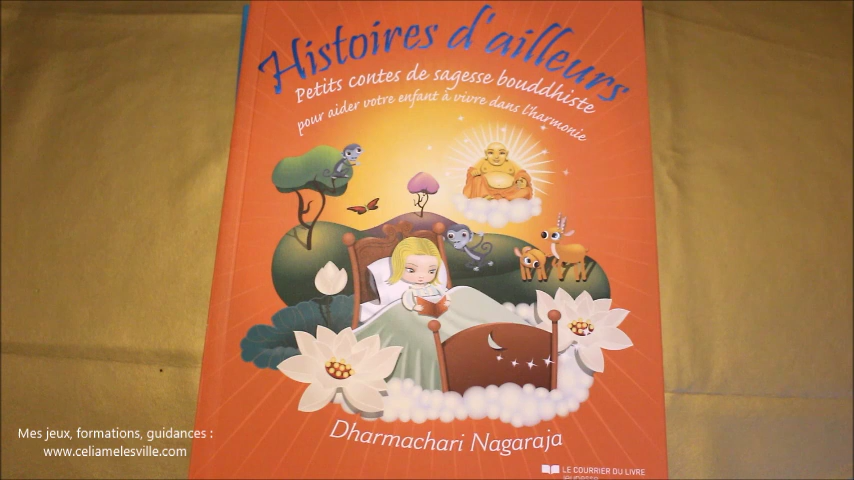 Histoires d'ailleurs
Petits contes de sagesse bouddhiste
pour aider votre enfant à vivre dans l'harmonie
Dharmachari Nagaraja
LE COURRIER DU LIVRE
JEUNESSE
Mes jeux, formations, guidances :
www.celiamelesville.com